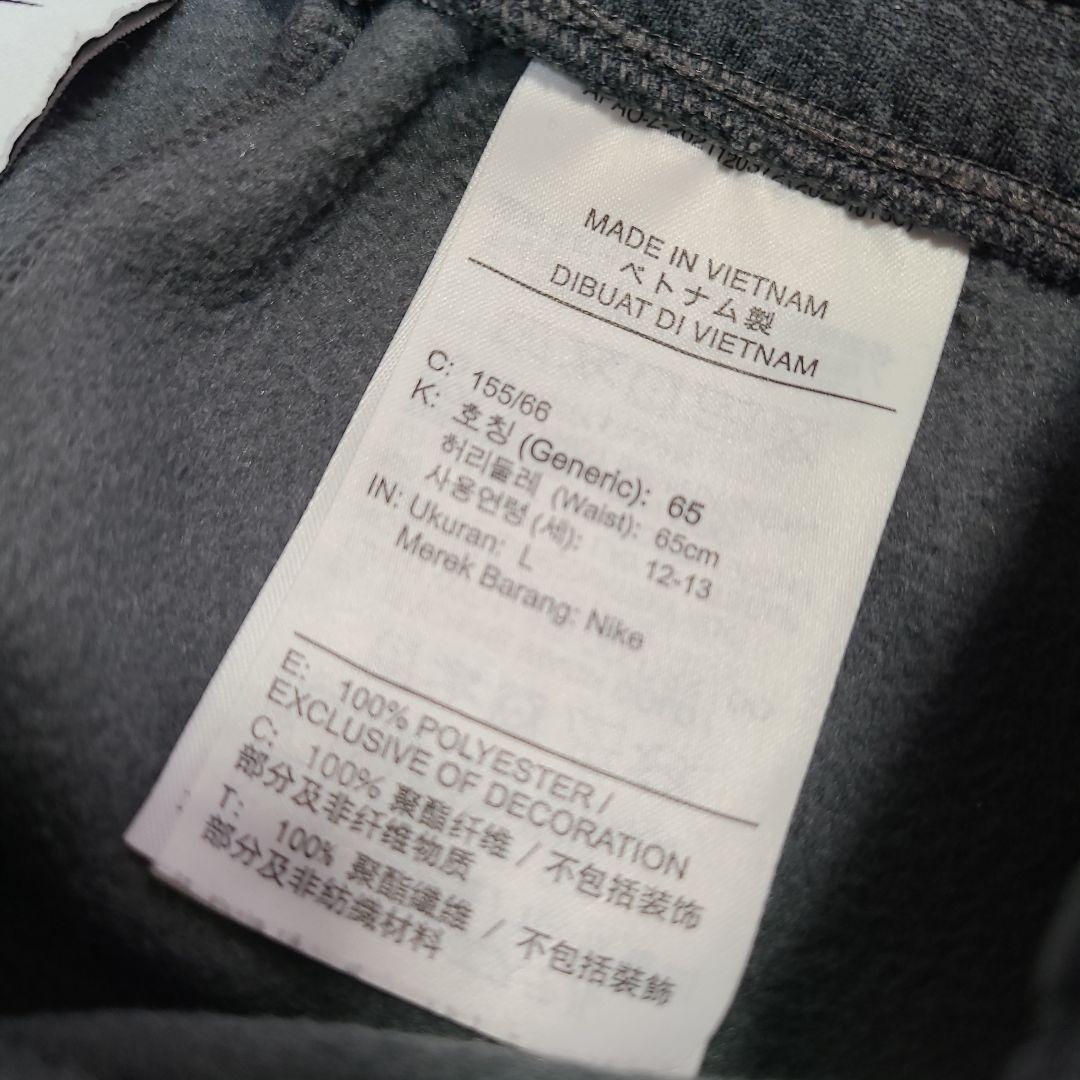 MADE IN VIETNAM
ベトナム製
DIBUAT DI VIETNAM
C: 155/66
K: 호칭 (Generic): 65
허리둘레 (Waist): 65cm
사용연령 (세): 12-13
IN: Ukuran: L
Merek Barang: Nike
E: 100% POLYESTER /
EXCLUSIVE OF DECORATION
C: 100% 聚酯纤维 / 不包括装饰
部分及非纤维物质
T: 100% 聚酯纖維 / 不包括裝飾
部分及非紡織材料